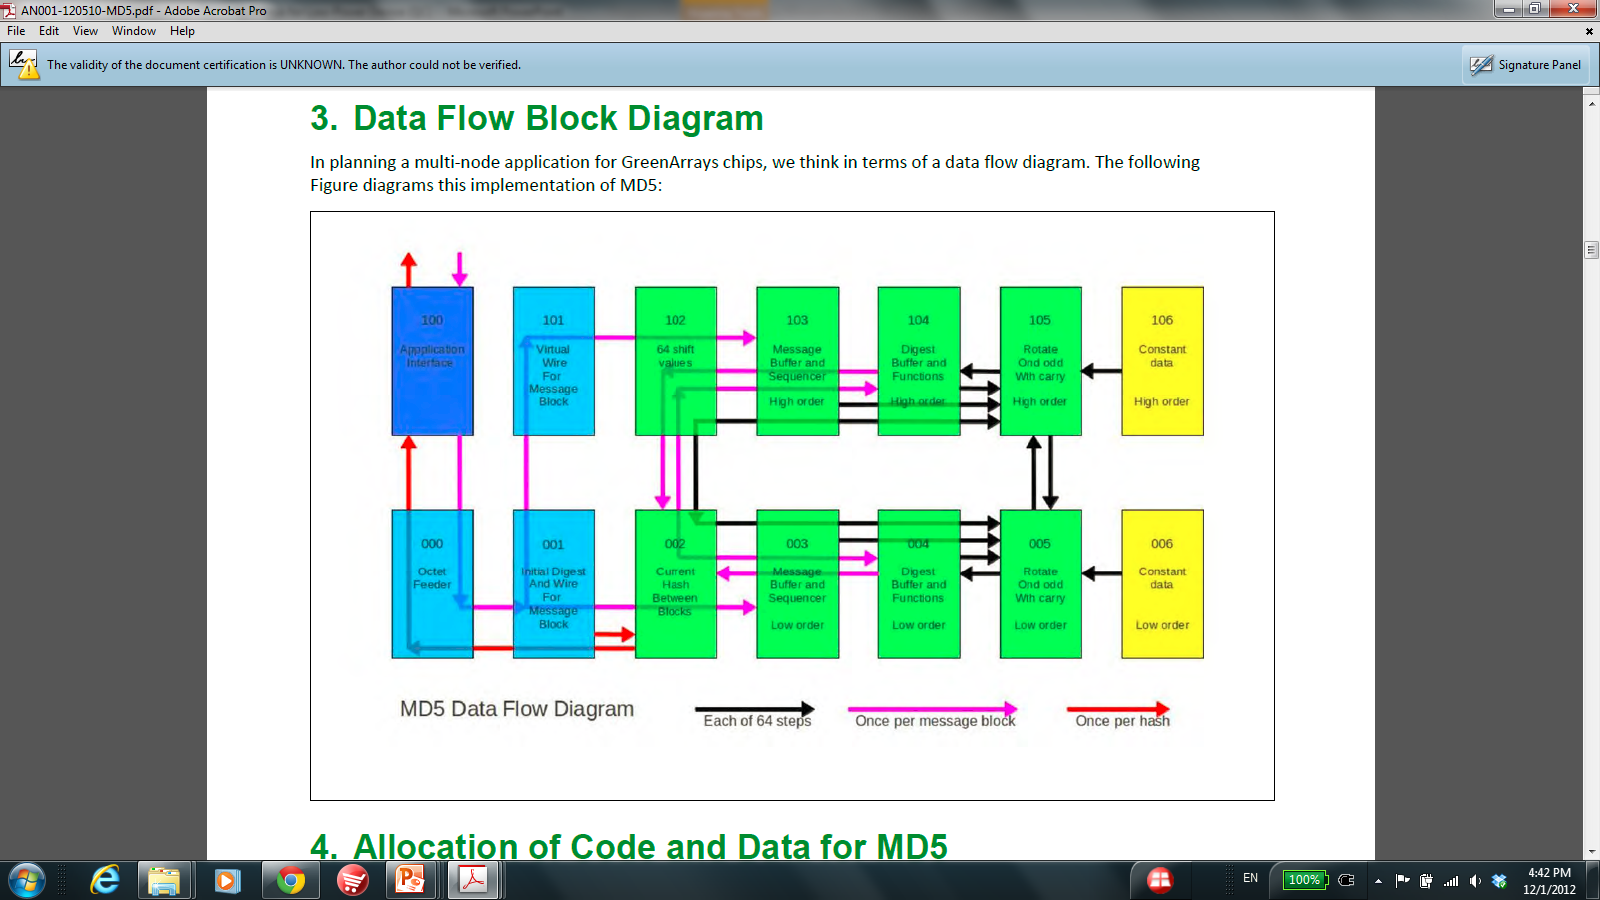 AN001-120510-MD5.pdf - Adobe Acrobat Pro
File Edit View Window Help
The validity of the document certification is UNKNOWN. The author could not be verified.
Signature Panel
3. Data Flow Block Diagram
In planning a multi-node application for GreenArrays chips, we think in terms of a data flow diagram. The following
Figure diagrams this implementation of MD5:
100
Appplication
Interface
101
Virtual
Wire
For
Message
Block
102
64 shift
values
103
Message
Buffer and
Sequencer
High order
104
Digest
Buffer and
Functions
High order
105
Rotate
Ond odd
Wth carry
High order
106
Constant
data
High order
000
Octet
Feeder
001
Initial Digest
And Wire
For
Message
Block
002
Current
Hash
Between
Blocks
003
Message
Buffer and
Sequencer
Low order
004
Digest
Buffer and
Functions
Low order
005
Rotate
Ond odd
Wth carry
Low order
006
Constant
data
Low order
MD5 Data Flow Diagram
Each of 64 steps
Once per message block
Once per hash
4. Allocation of Code and Data for MD5
EN
100%
4:42 PM
12/1/2012